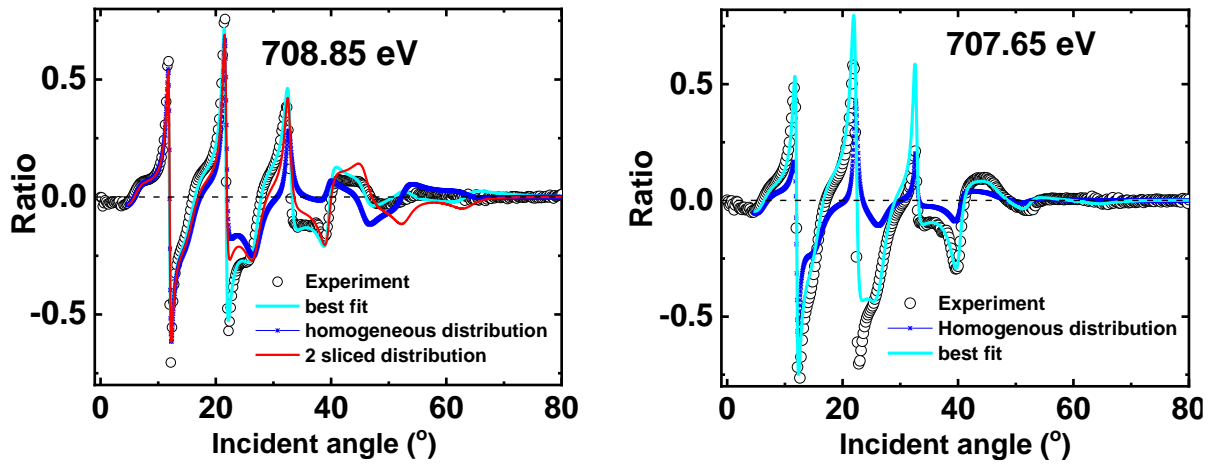 708.85 eV
Ratio
0.5
0.0
-0.5
Experiment
best fit
homogeneous distribution
2 sliced distribution
0 20 40 60 80
Incident angle (o)
707.65 eV
Ratio
0.5
0.0
-0.5
Experiment
Homogenous distribution
best fit
0 20 40 60 80
Incident angle (o)